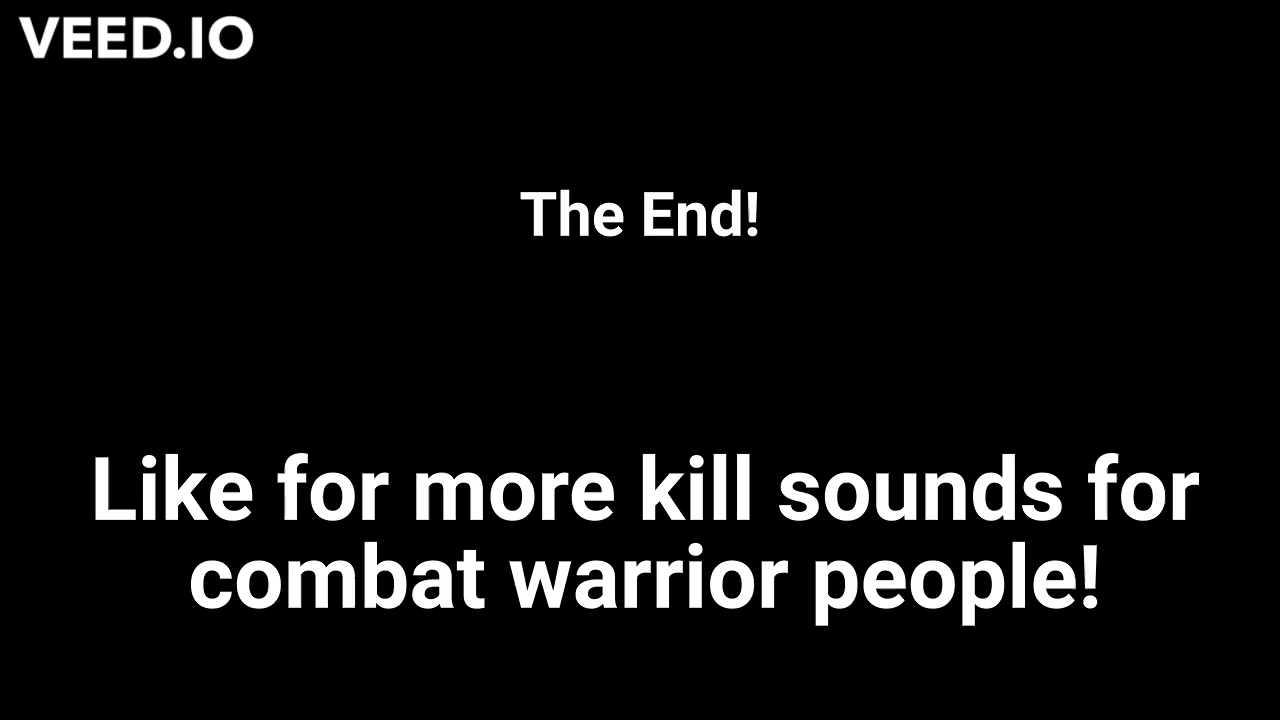 VEED.IO
The End!
Like for more kill sounds for
combat warrior people!